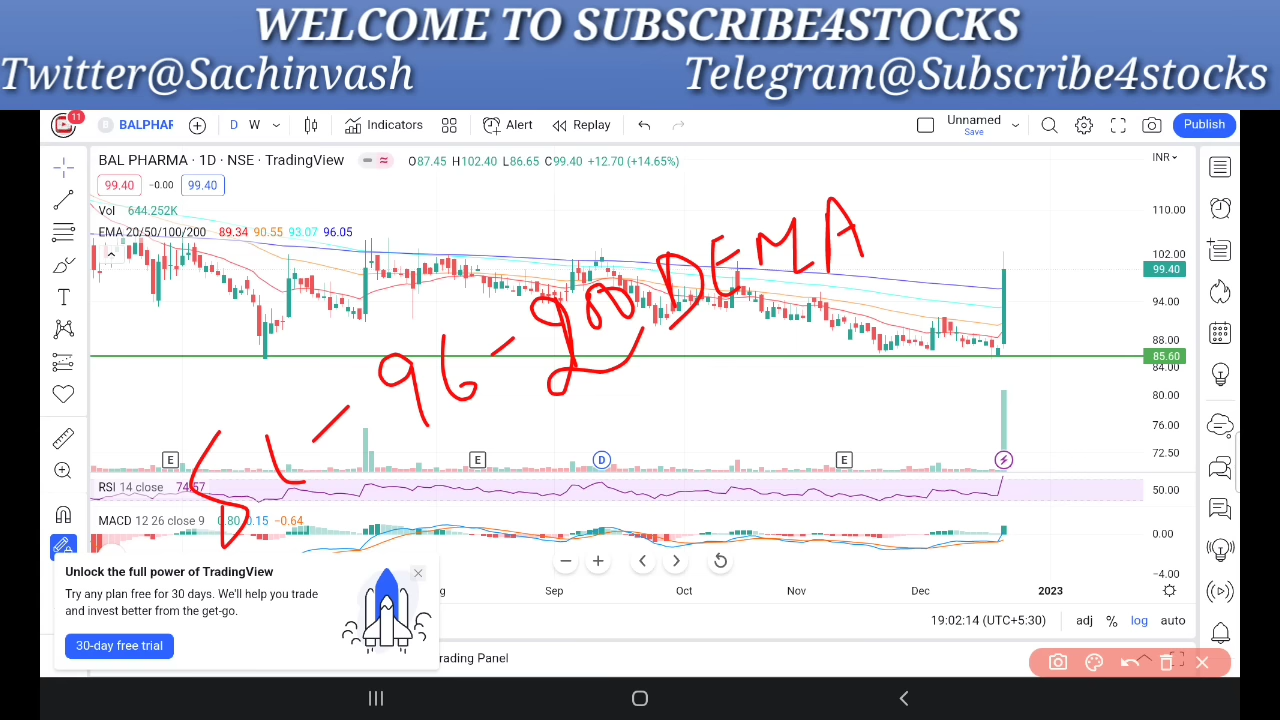 WELCOME TO SUBSCRIBE4STOCKS
Twitter@Sachinvash Telegram@Subscribe4stocks
11
B BALPHAF D W Indicators Alert Replay Unnamed Save Publish
BAL PHARMA · 1D · NSE · TradingView O87.45 H102.40 L86.65 C99.40 +12.70 (+14.65%) INR
99.40 −0.00 99.40
Vol 644.252K
EMA 20/50/100/200 89.34 90.55 93.07 96.05
110.00
102.00
99.40
94.00
88.00
85.60
84.00
80.00
76.00
72.50
SL - 96 - 200 DEMA
E E D E
RSI 14 close 74.57 50.00
MACD 12 26 close 9 0.80 0.15 −0.64 0.00
−4.00
Sep Oct Nov Dec 2023
Unlock the full power of TradingView
Try any plan free for 30 days. We'll help you trade
and invest better from the get-go.
30-day free trial
19:02:14 (UTC+5:30) adj % log auto
rading Panel